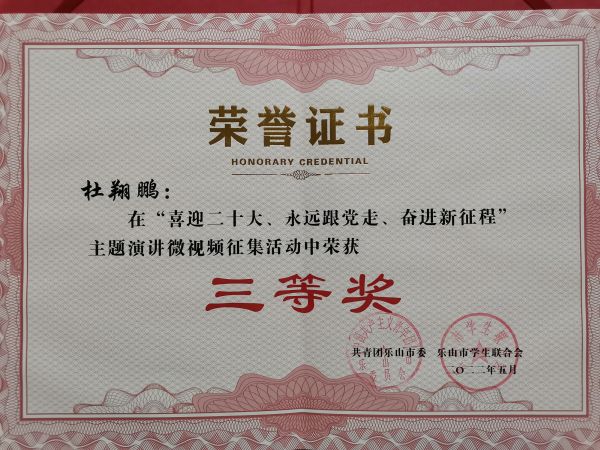 荣誉证书
HONORARY CREDENTIAL
杜翔鹏：
在“喜迎二十大、永远跟党走、奋进新征程”
主题演讲微视频征集活动中荣获
三等奖
共青团乐山市委 乐山市学生联合会
二〇二二年五月